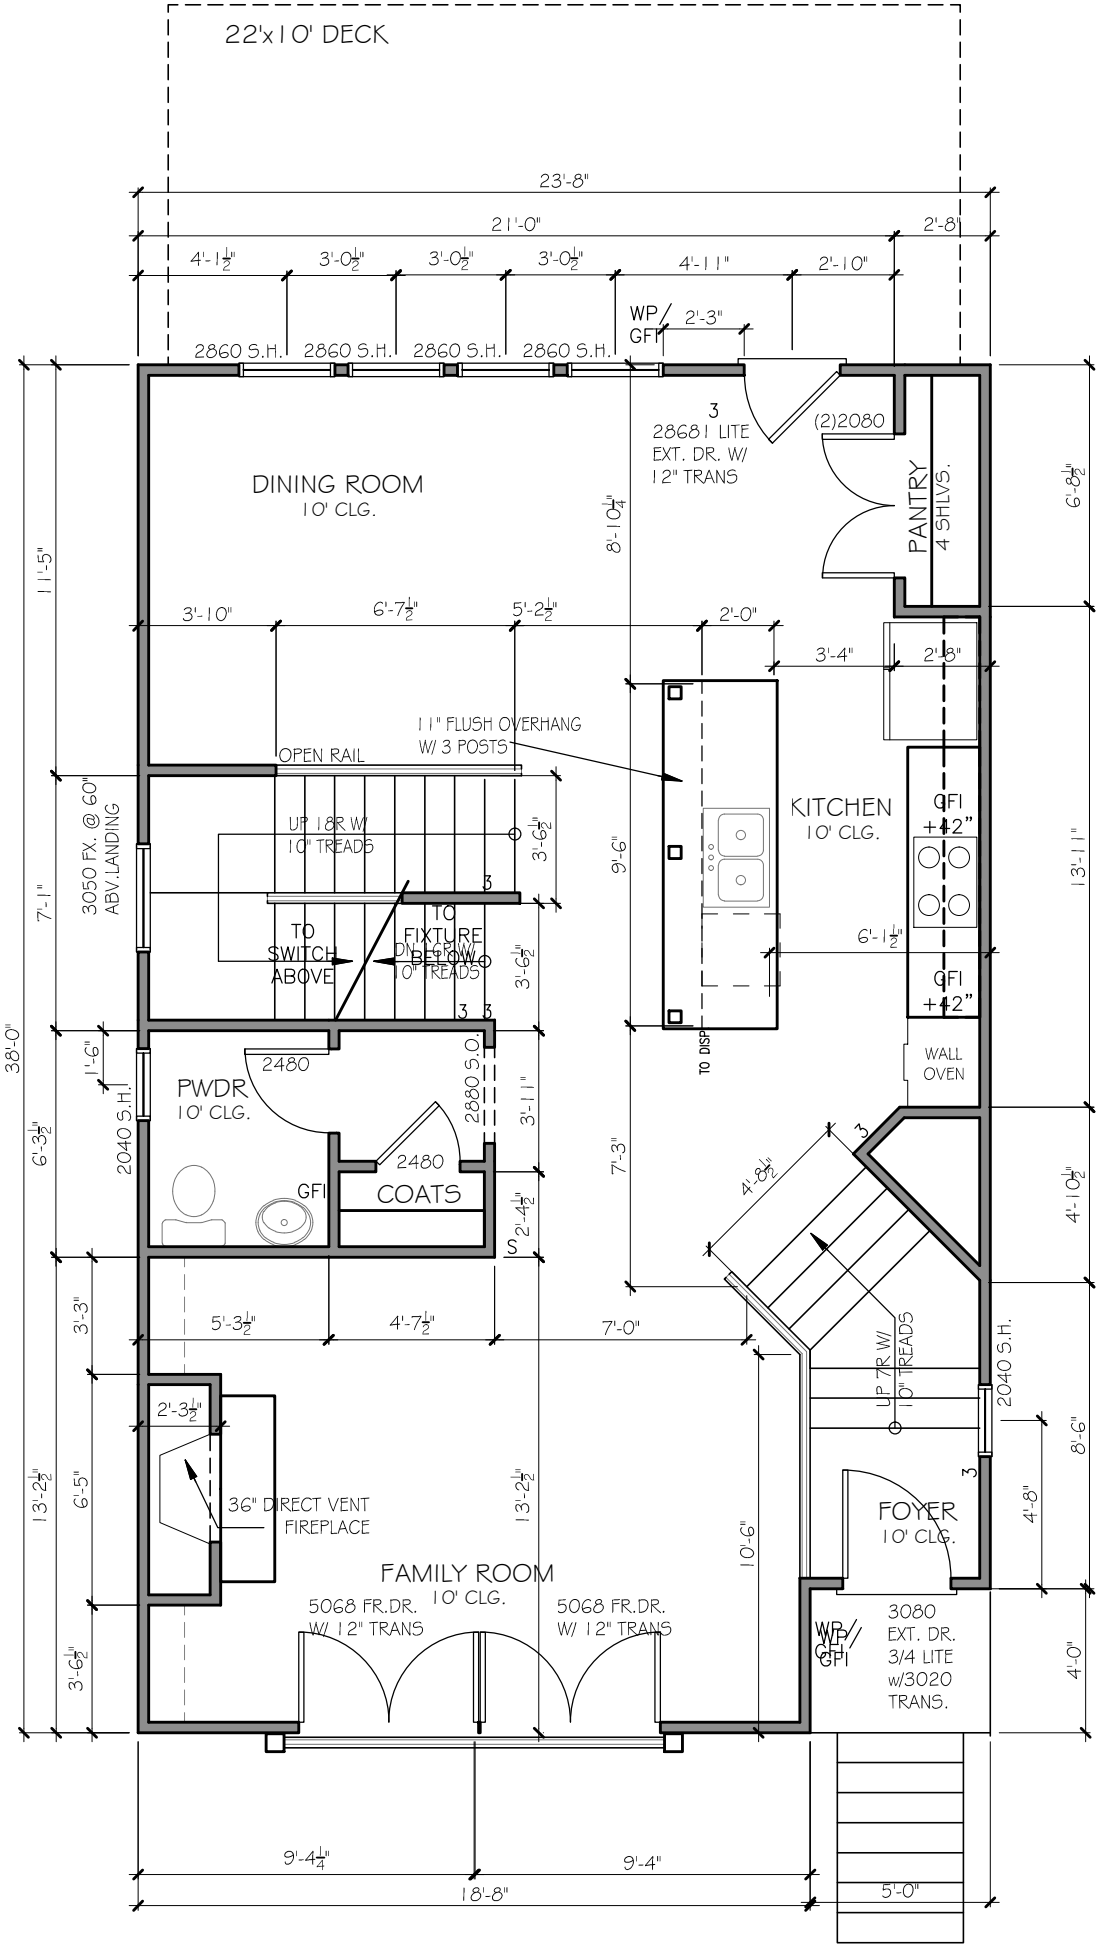 22'x10' DECK
23'-8"
21'-0"
2'-8"
4'-1½"
3'-0½"
3'-0½"
3'-0½"
4'-11"
2'-10"
WP/
GFI
2'-3"
2860 S.H.
2860 S.H.
2860 S.H.
2860 S.H.
3
28681 LITE
EXT. DR. W/
12" TRANS
(2)2080
DINING ROOM
10' CLG.
PANTRY
4 SHLVS.
6'-8½"
8'-10¼"
11'-5"
3'-10"
6'-7½"
5'-2½"
2'-0"
3'-4"
2'-8"
11" FLUSH OVERHANG
W/ 3 POSTS
OPEN RAIL
3050 FX. @ 60"
ABV.LANDING
UP 18R W/
10" TREADS
3'-6½"
9'-6"
KITCHEN
10' CLG.
GFI
+42"
13'-11"
7'-1"
3
TO
SWITCH
ABOVE
TO
FIXTURE
BELOW
10" TREADS
3'-6½"
6'-1½"
GFI
+42"
3
3
38'-0"
1'-6"
2040 S.H.
2480
2880 S.O.
3'-11"
TO DISP
WALL
OVEN
PWDR
10' CLG.
6'-3½"
2480
COATS
GFI
2'-4½"
S
7'-3"
3
4'-8½"
4'-10½"
3'-3"
5'-3½"
4'-7½"
7'-0"
UP 7R W/
10" TREADS
2040 S.H.
2'-3½"
13'-2½"
6'-5"
36" DIRECT VENT
FIREPLACE
13'-2½"
10'-6"
3
8'-6"
4'-8"
FOYER
10' CLG.
FAMILY ROOM
10' CLG.
5068 FR.DR.
W/ 12" TRANS
5068 FR.DR.
W/ 12" TRANS
3'-6½"
WP/
GFI
WP/
GFI
3080
EXT. DR.
3/4 LITE
w/3020
TRANS.
4'-0"
9'-4¼"
9'-4"
18'-8"
5'-0"